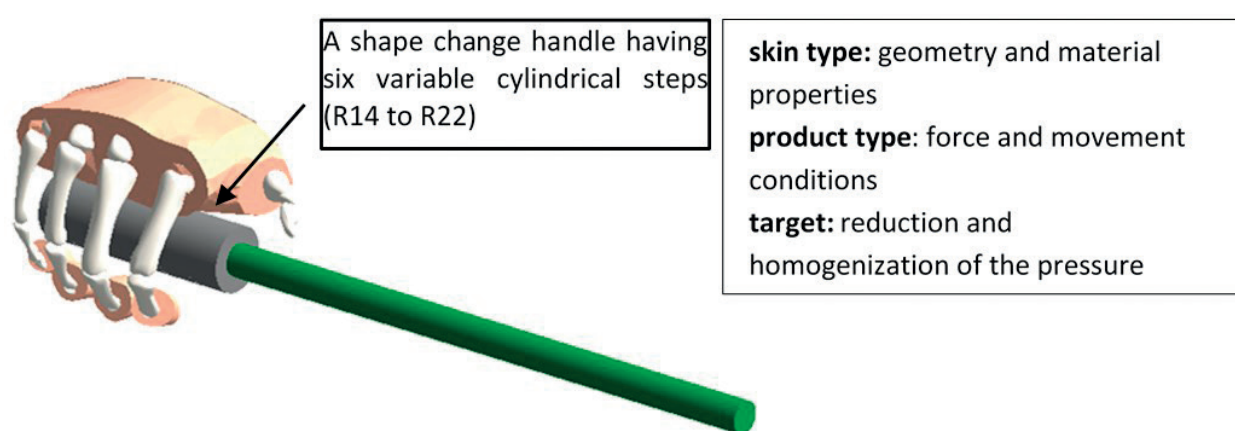 A shape change handle having
six variable cylindrical steps
(R14 to R22)
skin type: geometry and material
properties
product type: force and movement
conditions
target: reduction and
homogenization of the pressure